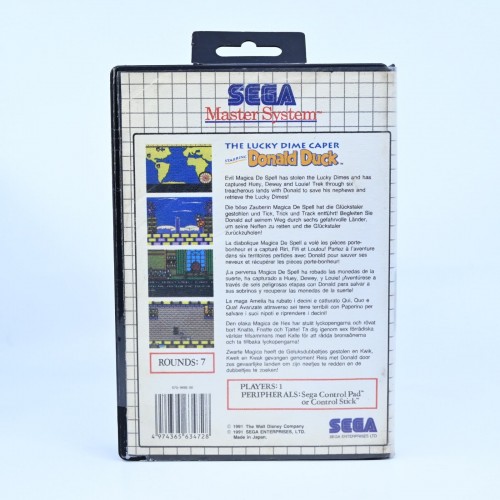 SEGA
Master System™
THE LUCKY DIME CAPER
STARRING Donald Duck™
Evil Magica De Spell has stolen the Lucky Dimes and has
captured Huey, Dewey and Louie! Trek through six
treacherous lands with Donald to save his nephews and
retrieve the Lucky Dimes!
Die böse Zauberin Magica De Spell hat die Glückstaler
gestohlen und Tick, Trick und Track entführt! Begleiten Sie
Donald auf seinem Weg durch sechs gefahrvolle Länder,
um seine Neffen zu retten und die Glückstaler
zurückzuholen!
La diabolique Magica De Spell a volé les pièces porte-
bonheur et a capturé Riri, Fifi et Loulou! Partez à l'aventure
dans six territoires perdies avec Donald pour sauver ses
neveux et récupérer les pièces porte-bonheur!
¡La perversa Magica De Spell ha robado las monedas de la
suerte, ha capturado a Huey, Dewey, y Louie! ¡Aventúrese a
través de seis peligrosas etapas con Donald para salvar a
sus sobrinos y recuperar las monedas de la suerte!
La maga Amelia ha rubato i decini e catturato Qui, Quo e
Qua! Avanzate attraverso sei terre terribili con Paperino per
salvare i suoi nipoti e riprendere i decini!
Den elaka Magica de Hex har stulit lyckopengarna och rövat
bort Knatte, Fnatte och Tjatte! Ta dig igenom sex förrädiska
världar tillsammans med Kalle för att rädda brorsönerna
och ta tillbaka lyckopengarna!
Zwarte Magica heeft de Geluksdubbeltjes gestolen en Kwik,
Kwek en Kwak gevangen genomen! Reis met Donald door
zes gevaarlijke landen om zijn neefjes te redden en de
dubbeltjes te zoeken!
ROUNDS: 7
PLAYERS: 1
PERIPHERALS: Sega Control Pad™
or Control Stick™
4 974365 634728
© 1991 The Walt Disney Company.
© 1991 SEGA ENTERPRISES, LTD.
Made in Japan.
SEGA
SEGA ENTERPRISES LTD.